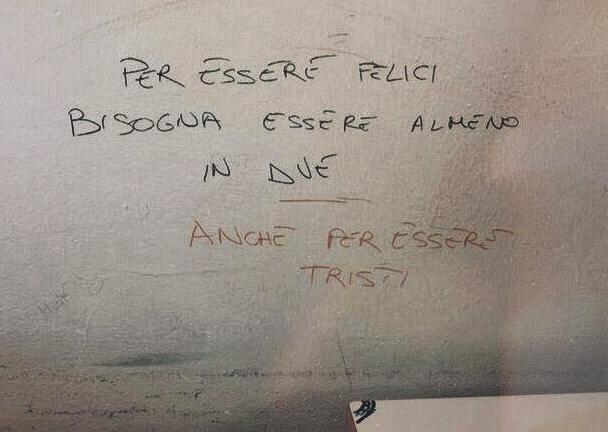 PER ESSERE FELICI
BISOGNA ESSERE ALMENO
IN DUE
ANCHE PER ESSERE
TRISTI